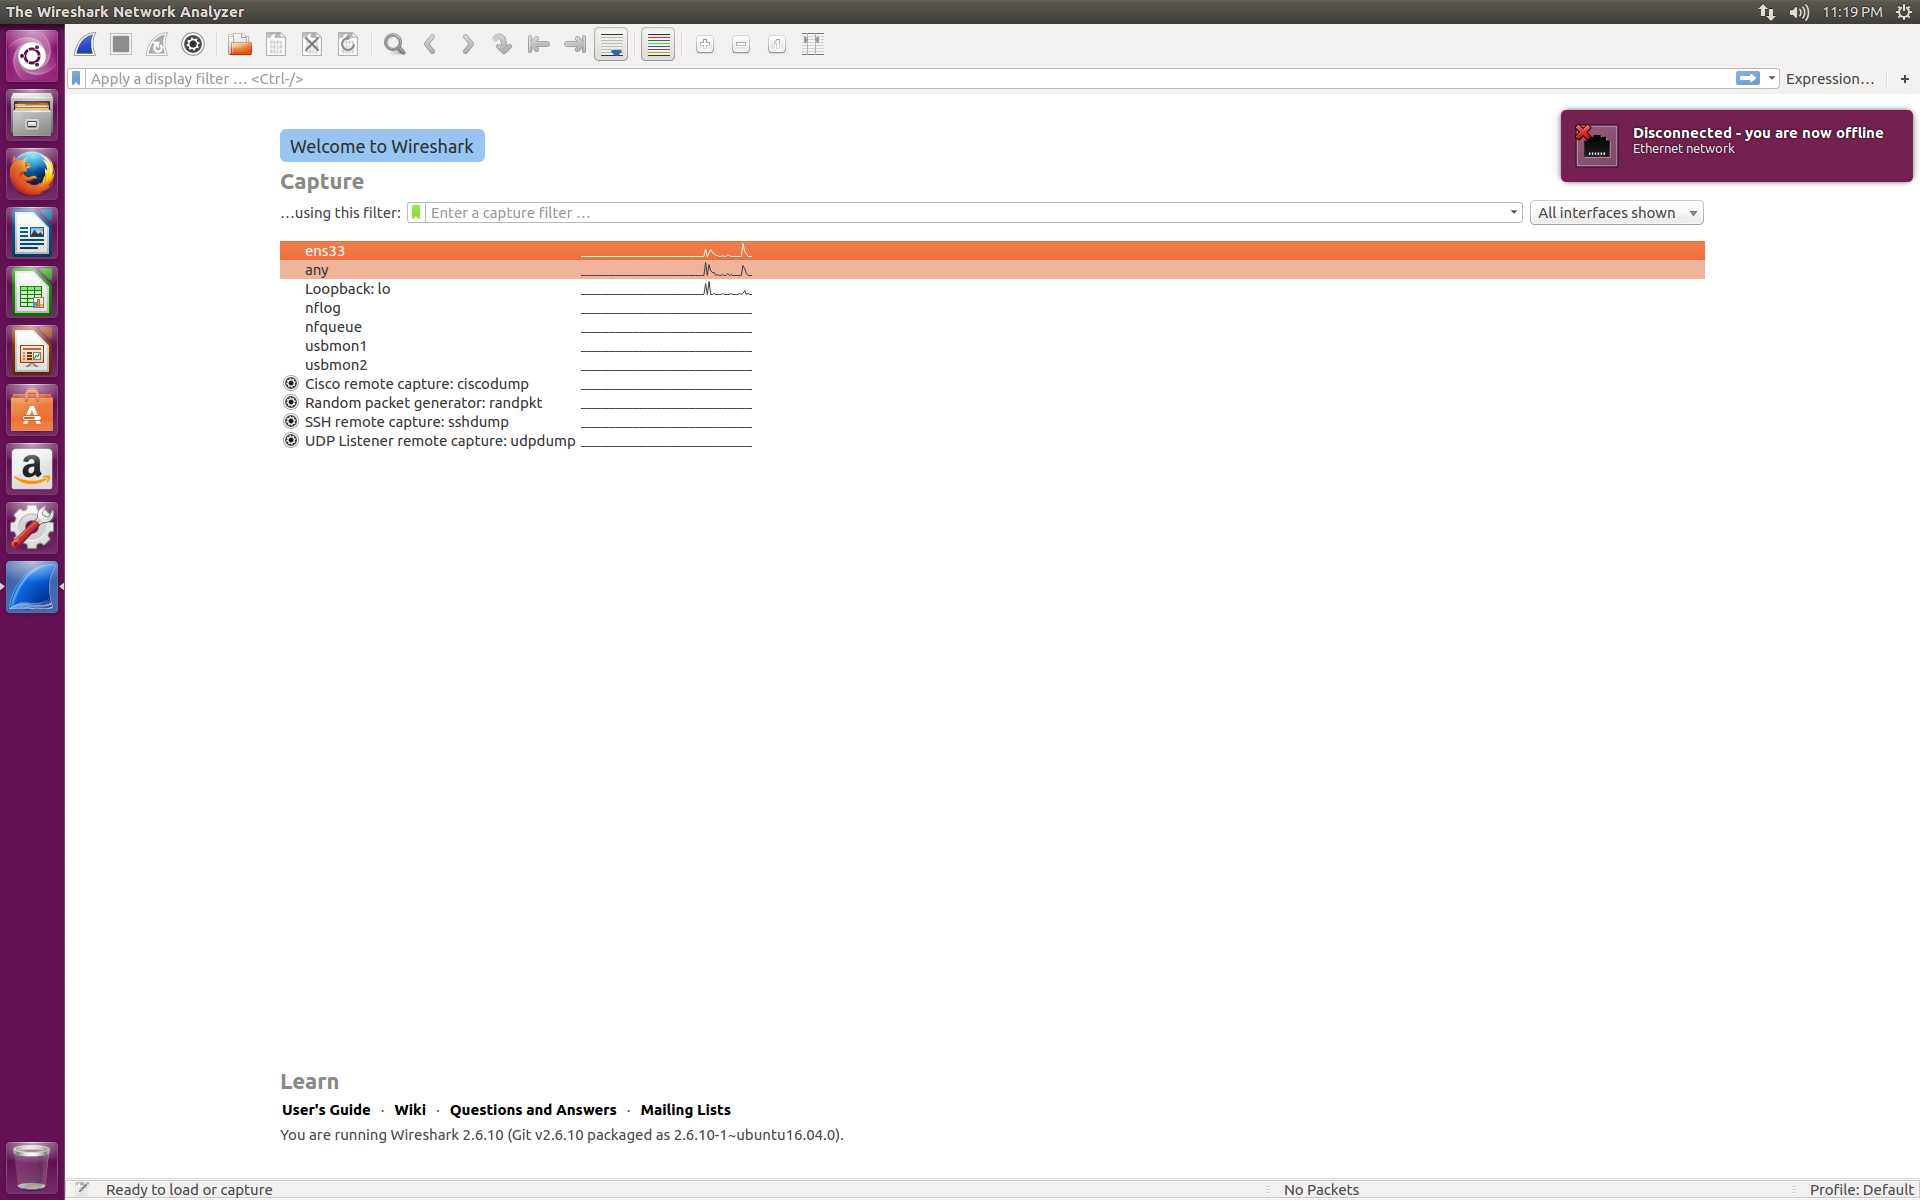 The Wireshark Network Analyzer
11:19 PM
Apply a display filter … <Ctrl-/>
Expression…
+
Disconnected - you are now offline
Ethernet network
Welcome to Wireshark
Capture
…using this filter:
Enter a capture filter …
All interfaces shown
ens33
any
Loopback: lo
nflog
nfqueue
usbmon1
usbmon2
Cisco remote capture: ciscodump
Random packet generator: randpkt
SSH remote capture: sshdump
UDP Listener remote capture: udpdump
Learn
User's Guide · Wiki · Questions and Answers · Mailing Lists
You are running Wireshark 2.6.10 (Git v2.6.10 packaged as 2.6.10-1~ubuntu16.04.0).
Ready to load or capture
No Packets
Profile: Default